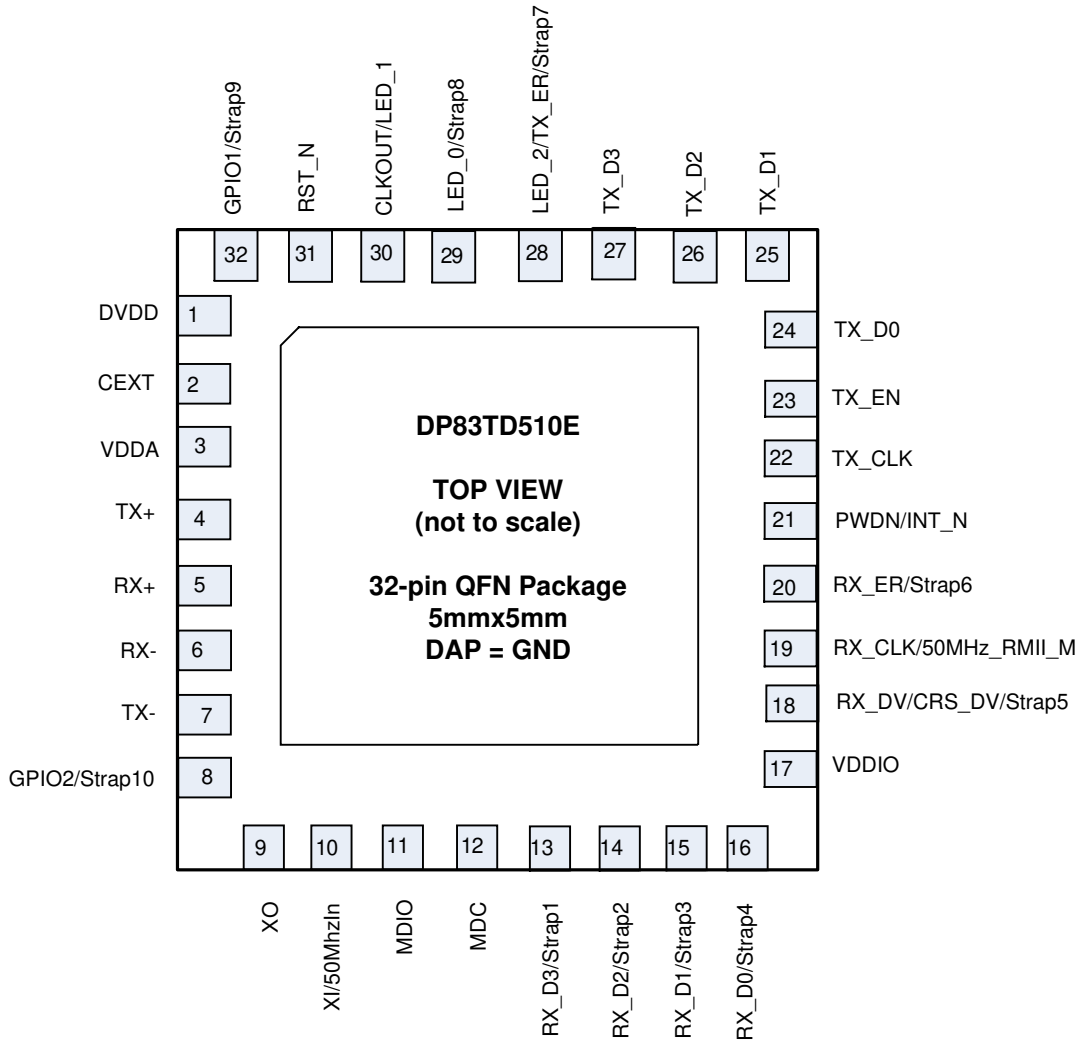 GPIO1/Strap9
RST_N
CLKOUT/LED_1
LED_0/Strap8
LED_2/TX_ER/Strap7
TX_D3
TX_D2
TX_D1
32
31
30
29
28
27
26
25
DVDD
1
CEXT
2
VDDA
3
TX+
4
RX+
5
RX-
6
TX-
7
GPIO2/Strap10
8
DP83TD510E
TOP VIEW
(not to scale)
32-pin QFN Package
5mmx5mm
DAP = GND
24
TX_D0
23
TX_EN
22
TX_CLK
21
PWDN/INT_N
20
RX_ER/Strap6
19
RX_CLK/50MHz_RMII_M
18
RX_DV/CRS_DV/Strap5
17
VDDIO
9
10
11
12
13
14
15
16
XO
XI/50MhzIn
MDIO
MDC
RX_D3/Strap1
RX_D2/Strap2
RX_D1/Strap3
RX_D0/Strap4